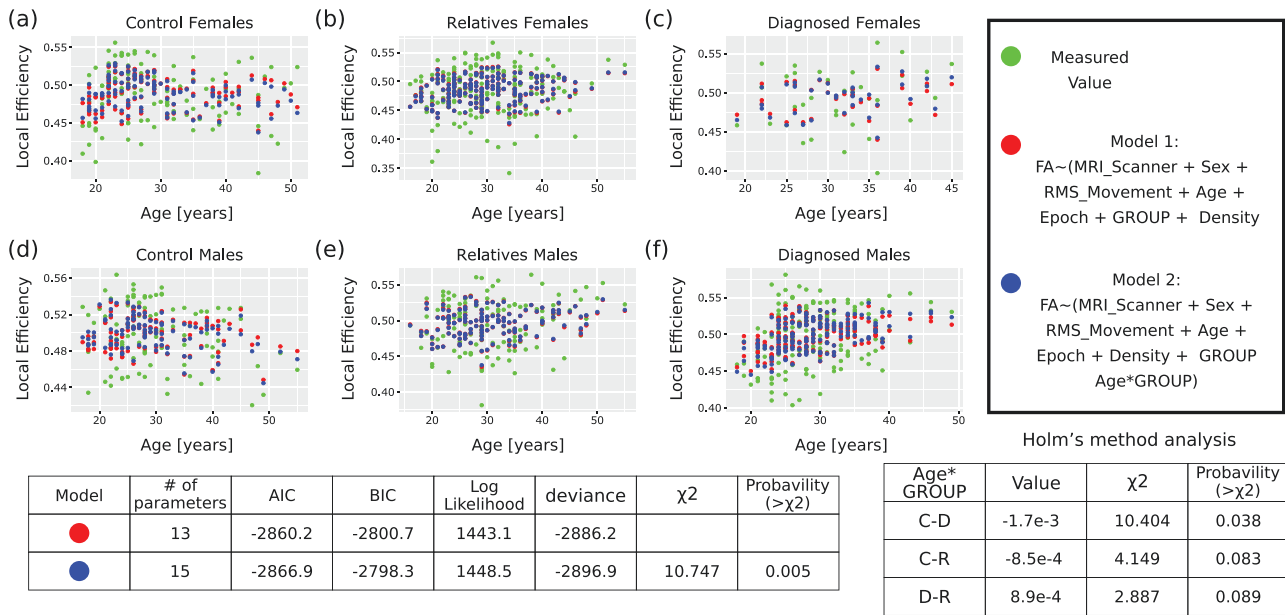 (a)
Control Females
Local Efficiency
0.55
0.50
0.45
0.40
20
30
40
50
Age [years]
(b)
Relatives Females
Local Efficiency
0.55
0.50
0.45
0.40
0.35
20
30
40
50
Age [years]
(c)
Diagnosed Females
Local Efficiency
0.55
0.50
0.45
0.40
20
25
30
35
40
45
Age [years]
Measured
Value
Model 1:
FA~(MRI_Scanner + Sex +
RMS_Movement + Age +
Epoch + GROUP + Density
Model 2:
FA~(MRI_Scanner + Sex +
RMS_Movement + Age +
Epoch + Density + GROUP
Age*GROUP)
(d)
Control Males
Local Efficiency
0.56
0.52
0.48
0.44
20
30
40
50
Age [years]
(e)
Relatives Males
Local Efficiency
0.55
0.50
0.45
0.40
20
30
40
50
Age [years]
(f)
Diagnosed Males
Local Efficiency
0.55
0.50
0.45
0.40
20
30
40
50
Age [years]
Model # of parameters AIC BIC Log Likelihood deviance χ2 Probavility (>χ2)
13 -2860.2 -2800.7 1443.1 -2886.2
15 -2866.9 -2798.3 1448.5 -2896.9 10.747 0.005
Holm's method analysis
Age* GROUP Value χ2 Probavility (>χ2)
C-D -1.7e-3 10.404 0.038
C-R -8.5e-4 4.149 0.083
D-R 8.9e-4 2.887 0.089